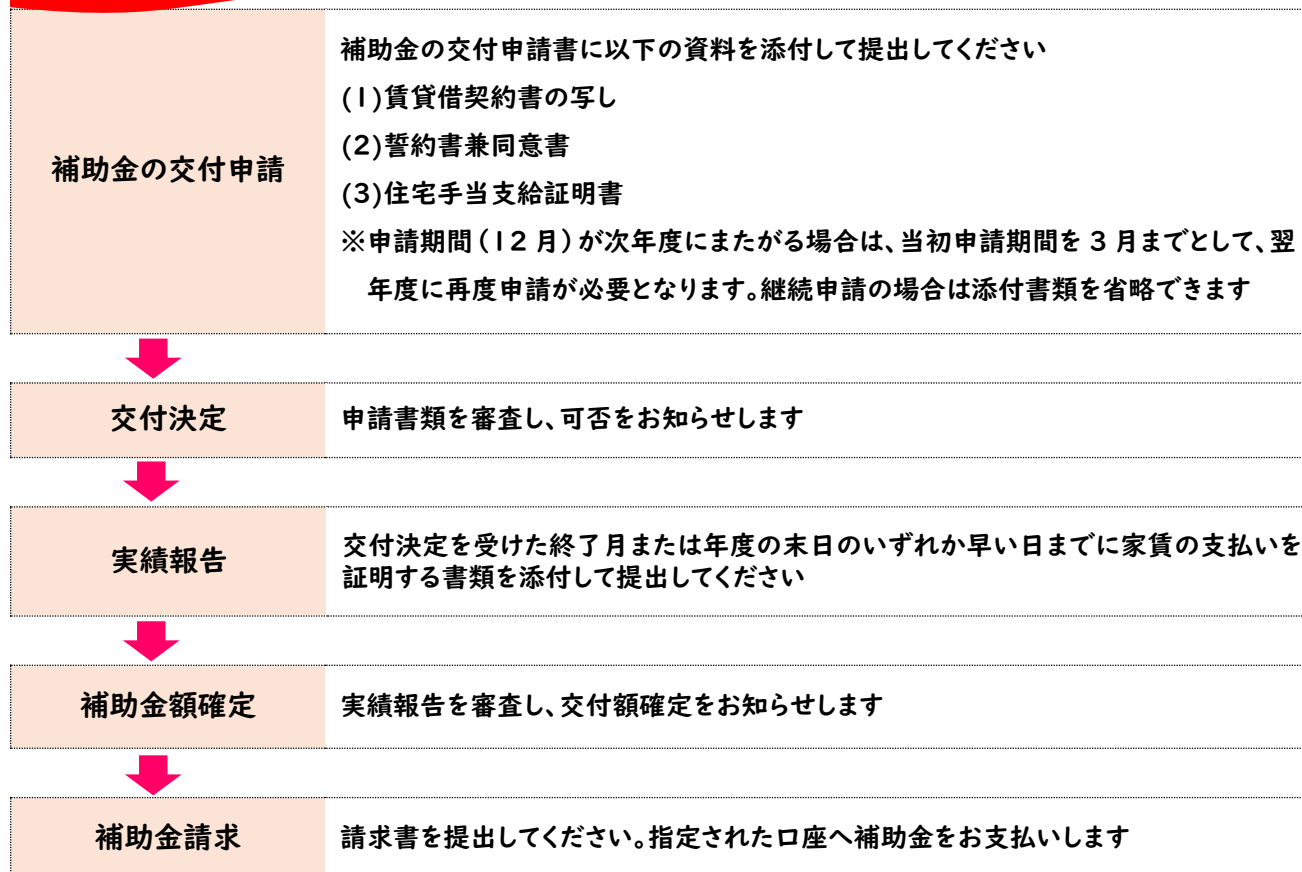 補助金の交付申請
補助金の交付申請書に以下の資料を添付して提出してください
(1)賃貸借契約書の写し
(2)誓約書兼同意書
(3)住宅手当支給証明書
※申請期間(12月)が次年度にまたがる場合は、当初申請期間を3月までとして、翌
年度に再度申請が必要となります。継続申請の場合は添付書類を省略できます
交付決定
申請書類を審査し、可否をお知らせします
実績報告
交付決定を受けた終了月または年度の末日のいずれか早い日までに家賃の支払いを
証明する書類を添付して提出してください
補助金額確定
実績報告を審査し、交付額確定をお知らせします
補助金請求
請求書を提出してください。指定された口座へ補助金をお支払いします